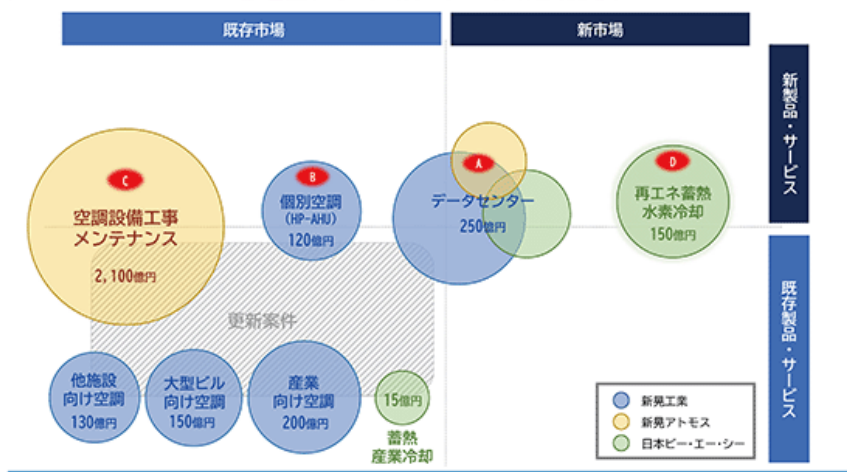 既存市場
新市場
新製品・サービス
既存製品・サービス
C
空調設備工事
メンテナンス
2,100億円
B
個別空調
(HP-AHU)
120億円
A
データセンター
250億円
D
再エネ蓄熱
水素冷却
150億円
更新案件
他施設
向け空調
130億円
大型ビル
向け空調
150億円
産業
向け空調
200億円
15億円
蓄熱
産業冷却
新晃工業
新晃アトモス
日本ビー・エー・シー